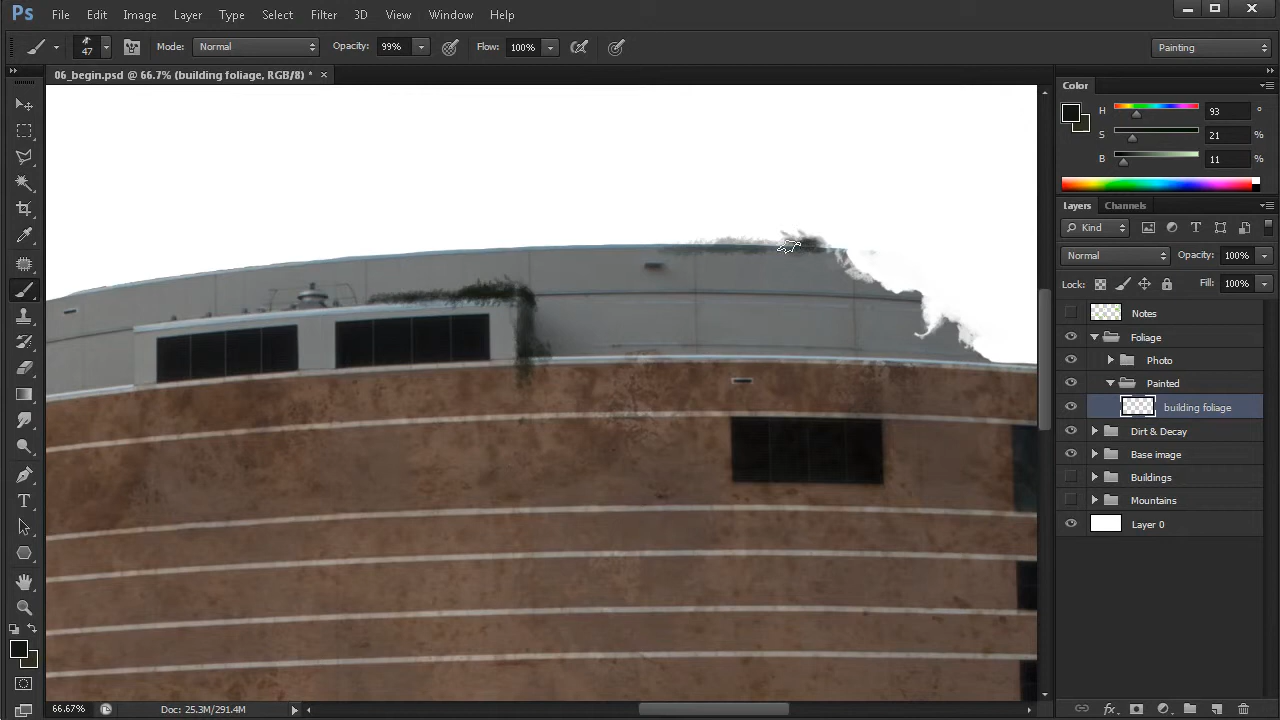 Ps File Edit Image Layer Type Select Filter 3D View Window Help
47 Mode: Normal Opacity: 99% Flow: 100% Painting
06_begin.psd @ 66.7% (building foliage, RGB/8) * ×
Color
H 93 °
S 21 %
B 11 %
Layers Channels
Kind
Normal Opacity: 100%
Lock: Fill: 100%
Notes
Foliage
Photo
Painted
building foliage
Dirt & Decay
Base image
Buildings
Mountains
Layer 0
66.67% Doc: 25.3M/291.4M